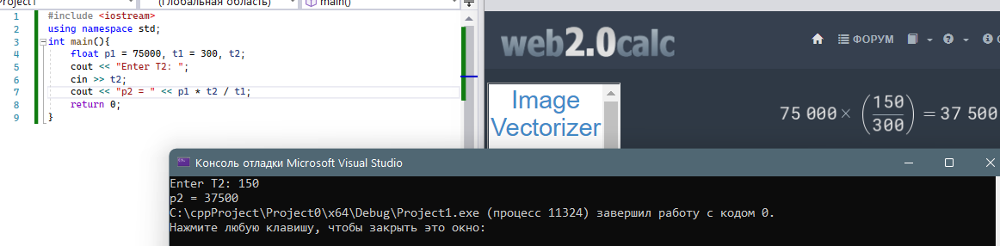 Project1
(Глобальная область)
main()
1 #include <iostream>
2 using namespace std;
3 int main(){
4 float p1 = 75000, t1 = 300, t2;
5 cout << "Enter T2: ";
6 cin >> t2;
7 cout << "p2 = " << p1 * t2 / t1;
8 return 0;
9 }
web2.0calc
ФОРУМ
Image
Vectorizer
75 000× (150/300) = 37 500
Консоль отладки Microsoft Visual Studio
Enter T2: 150
p2 = 37500
C:\cppProject\Project0\x64\Debug\Project1.exe (процесс 11324) завершил работу с кодом 0.
Нажмите любую клавишу, чтобы закрыть это окно: